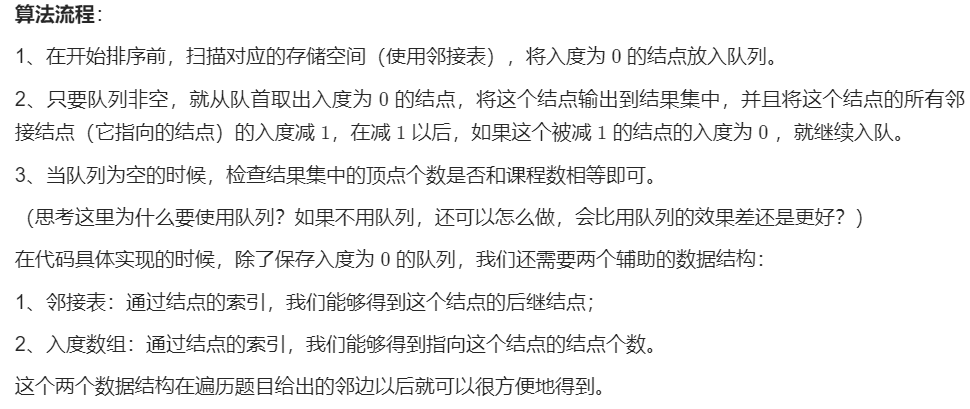 算法流程：
1、在开始排序前，扫描对应的存储空间（使用邻接表），将入度为 0 的结点放入队列。
2、只要队列非空，就从队首取出入度为 0 的结点，将这个结点输出到结果集中，并且将这个结点的所有邻
接结点（它指向的结点）的入度减 1，在减 1 以后，如果这个被减 1 的结点的入度为 0 ，就继续入队。
3、当队列为空的时候，检查结果集中的顶点个数是否和课程数相等即可。
（思考这里为什么要使用队列？如果不用队列，还可以怎么做，会比用队列的效果差还是更好？）
在代码具体实现的时候，除了保存入度为 0 的队列，我们还需要两个辅助的数据结构：
1、邻接表：通过结点的索引，我们能够得到这个结点的后继结点；
2、入度数组：通过结点的索引，我们能够得到指向这个结点的结点个数。
这个两个数据结构在遍历题目给出的邻边以后就可以很方便地得到。